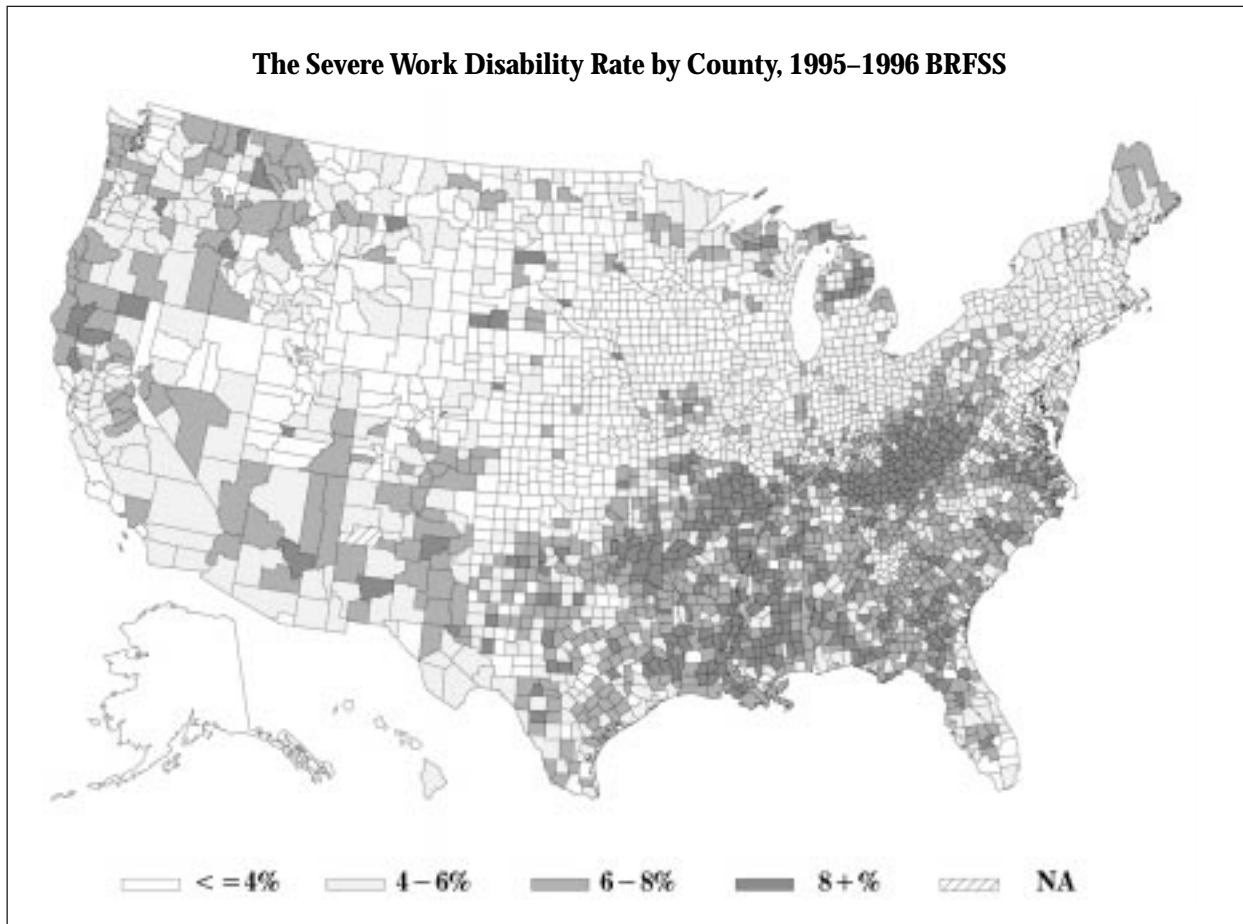 The Severe Work Disability Rate by County, 1995–1996 BRFSS
< = 4% 4 – 6% 6 – 8% 8 + % NA